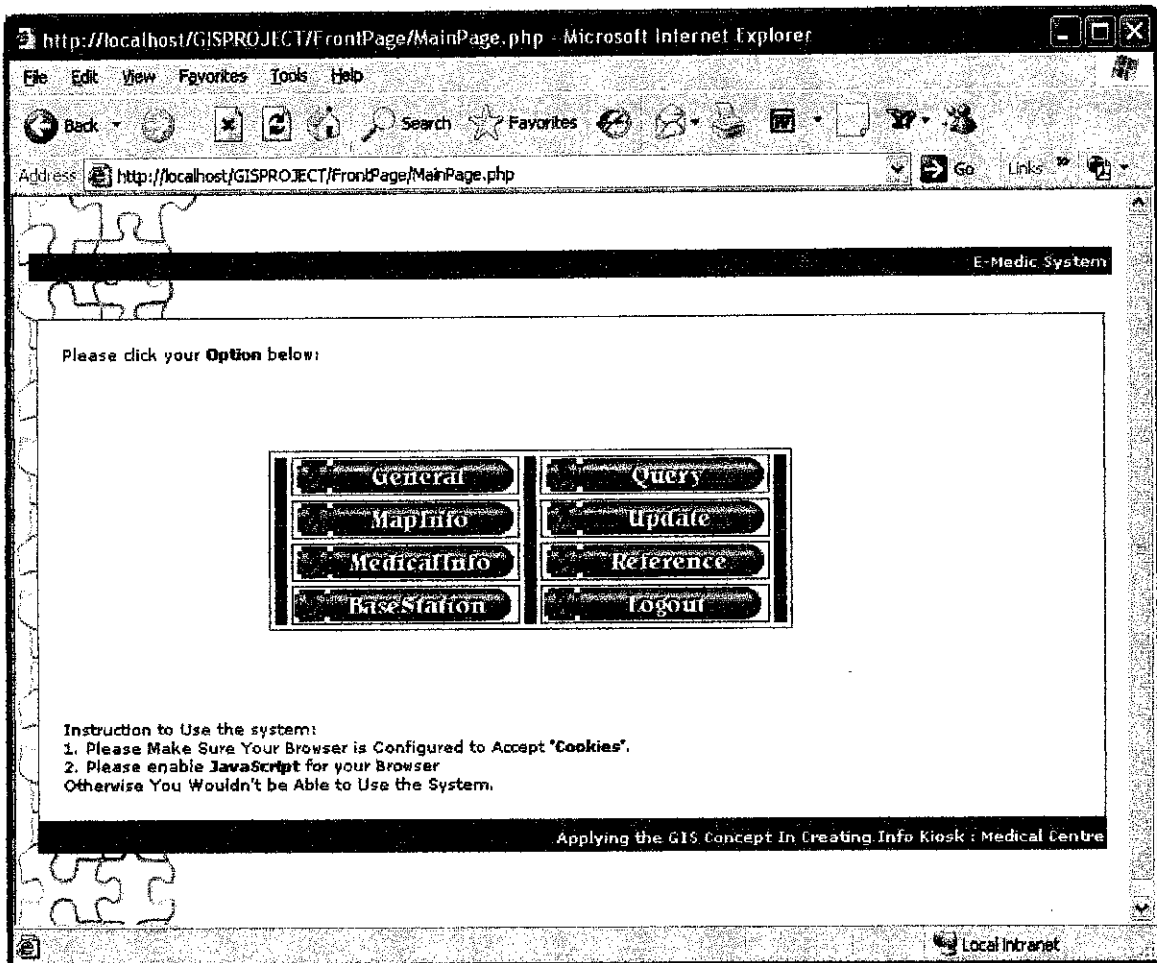 http://localhost/GISPROJECT/FrontPage/MainPage.php - Microsoft Internet Explorer
File Edit View Favorites Tools Help
Back Search Favorites
Address http://localhost/GISPROJECT/FrontPage/MainPage.php Go Links »
E-Medic System
Please click your Option below:
General Query
MapInfo Update
MedicalInfo Reference
BaseStation Logout
Instruction to Use the system:
1. Please Make Sure Your Browser is Configured to Accept "Cookies".
2. Please enable JavaScript for your Browser
Otherwise You Wouldn't be Able to Use the System.
Applying the GIS Concept In Creating Info Kiosk : Medical Centre
Local intranet